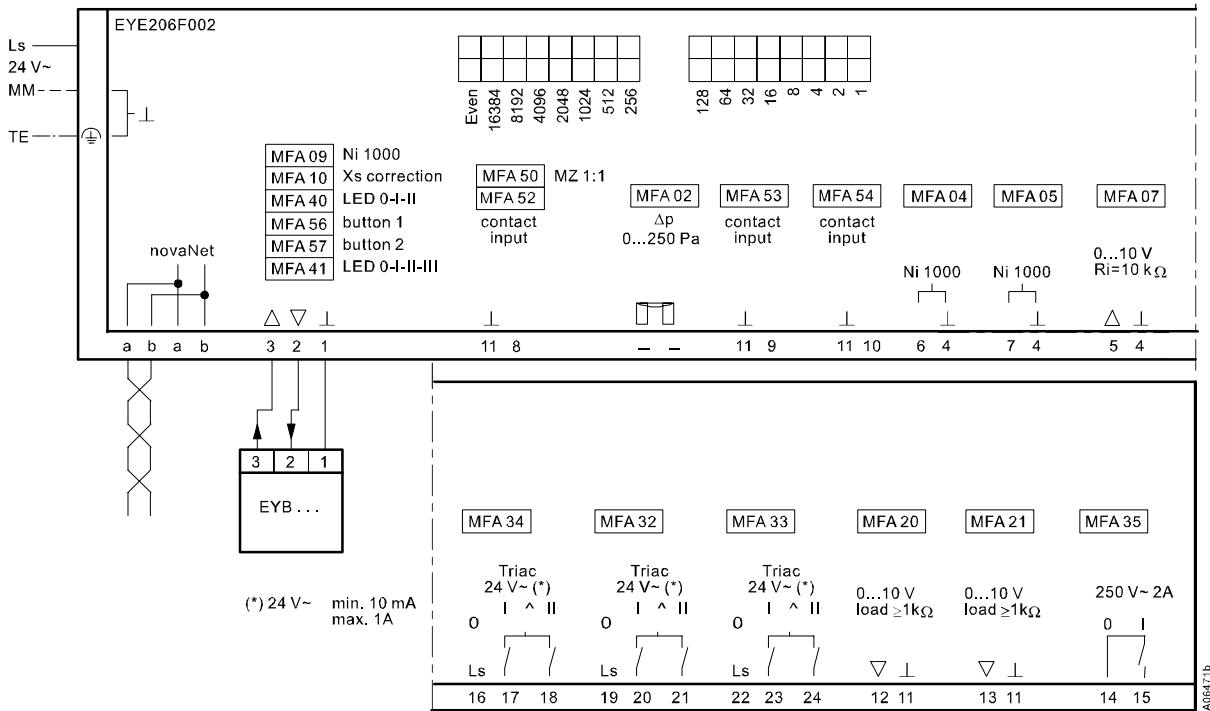 EYE206F002
Ls
24 V~
MM
TE
Even 16384 8192 4096 2048 1024 512 256
128 64 32 16 8 4 2 1
MFA 09 Ni 1000
MFA 10 Xs correction
MFA 40 LED 0-I-II
MFA 56 button 1
MFA 57 button 2
MFA 41 LED 0-I-II-III
MFA 50 MZ 1:1
MFA 52
contact
input
MFA 02
Δp
0...250 Pa
MFA 53
contact
input
MFA 54
contact
input
MFA 04
Ni 1000
MFA 05
Ni 1000
MFA 07
0...10 V
Ri=10 kΩ
novaNet
a b a b 3 2 1 11 8 – – 11 9 11 10 6 4 7 4 5 4
3 2 1
EYB ...
(*) 24 V~ min. 10 mA
max. 1A
MFA 34
Triac
24 V~ (*)
I ^ II
O
Ls
MFA 32
Triac
24 V~ (*)
I ^ II
O
Ls
MFA 33
Triac
24 V~ (*)
I ^ II
O
Ls
MFA 20
0...10 V
load ≥1kΩ
MFA 21
0...10 V
load ≥1kΩ
MFA 35
250 V~ 2A
0 I
16 17 18 19 20 21 22 23 24 12 11 13 11 14 15
A06471b